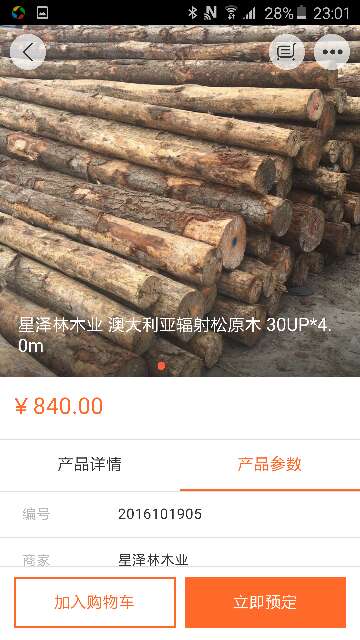 28% 23:01
星泽林木业 澳大利亚辐射松原木 30UP*4.
0m
￥840.00
产品详情 产品参数
编号 2016101905
商家 星泽林木业
加入购物车 立即预定